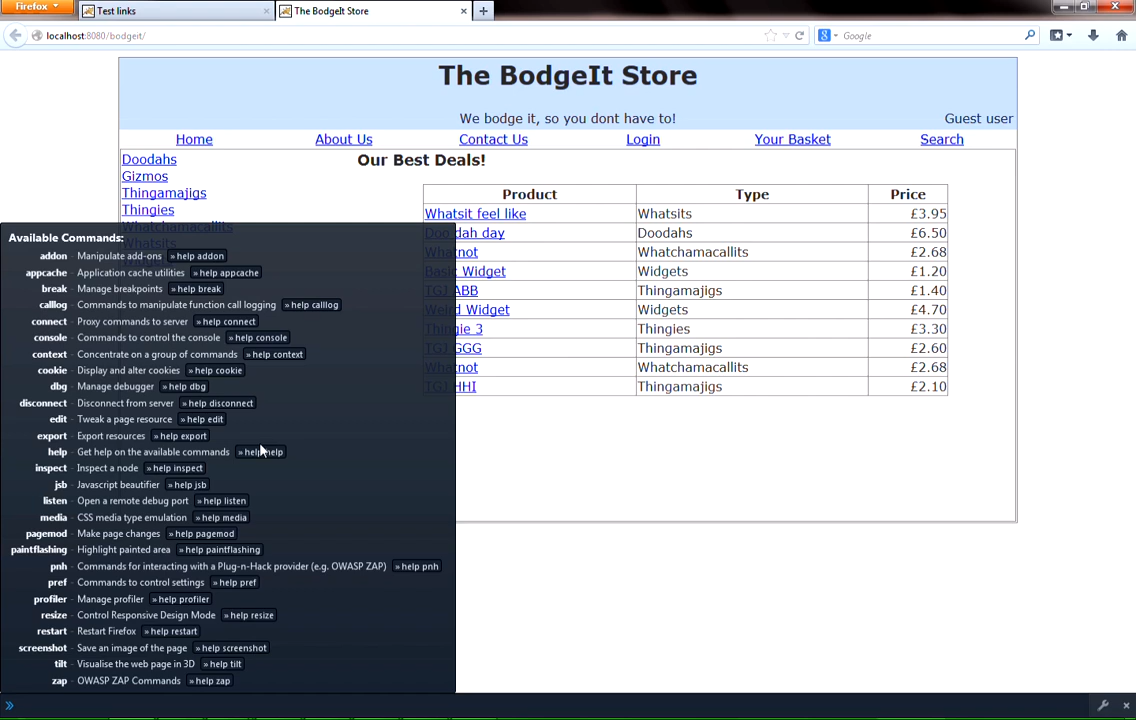 Firefox
Test links
The BodgeIt Store
localhost:8080/bodgeit/
Google
The BodgeIt Store
We bodge it, so you dont have to!
Guest user
Home About Us Contact Us Login Your Basket Search
Doodahs
Gizmos
Thingamajigs
Thingies
Whatchamacallits
Whatsits
Our Best Deals!
Product Type Price
Whatsit feel like Whatsits £3.95
Doo dah day Doodahs £6.50
Whatnot Whatchamacallits £2.68
Basic Widget Widgets £1.20
TGJ ABB Thingamajigs £1.40
Weird Widget Widgets £4.70
Thingie 3 Thingies £3.30
TGJ GGG Thingamajigs £2.60
Whatnot Whatchamacallits £2.68
TGJ HHI Thingamajigs £2.10
Available Commands:
addon - Manipulate add-ons » help addon
appcache - Application cache utilities » help appcache
break - Manage breakpoints » help break
calllog - Commands to manipulate function call logging » help calllog
connect - Proxy commands to server » help connect
console - Commands to control the console » help console
context - Concentrate on a group of commands » help context
cookie - Display and alter cookies » help cookie
dbg - Manage debugger » help dbg
disconnect - Disconnect from server » help disconnect
edit - Tweak a page resource » help edit
export - Export resources » help export
help - Get help on the available commands » help help
inspect - Inspect a node » help inspect
jsb - Javascript beautifier » help jsb
listen - Open a remote debug port » help listen
media - CSS media type emulation » help media
pagemod - Make page changes » help pagemod
paintflashing - Highlight painted area » help paintflashing
pnh - Commands for interacting with a Plug-n-Hack provider (e.g. OWASP ZAP) » help pnh
pref - Commands to control settings » help pref
profiler - Manage profiler » help profiler
resize - Control Responsive Design Mode » help resize
restart - Restart Firefox » help restart
screenshot - Save an image of the page » help screenshot
tilt - Visualise the web page in 3D » help tilt
zap - OWASP ZAP Commands » help zap
»